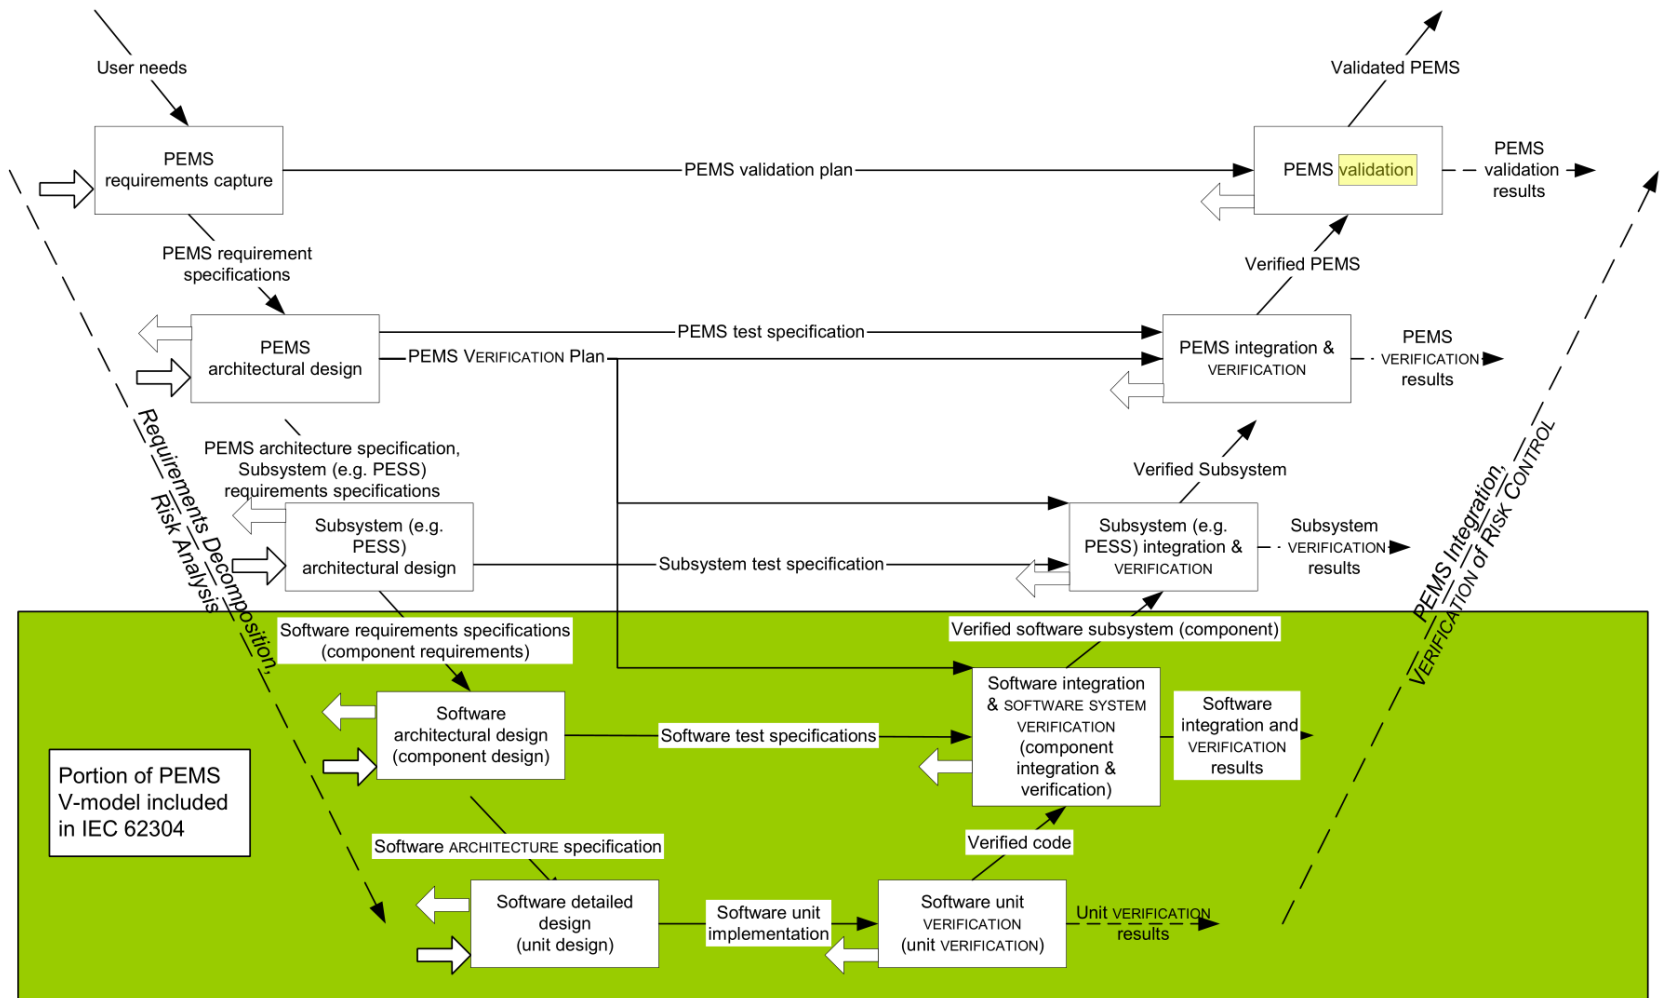 User needs
Validated PEMS
PEMS
requirements capture
PEMS validation plan
PEMS validation
PEMS
validation
results
PEMS requirement
specifications
Verified PEMS
PEMS
architectural design
PEMS test specification
PEMS VERIFICATION Plan
PEMS integration &
VERIFICATION
PEMS
VERIFICATION
results
PEMS architecture specification,
Subsystem (e.g. PESS)
requirements specifications
Verified Subsystem
Requirements Decomposition,
Risk Analysis
PEMS Integration,
VERIFICATION of RISK CONTROL
Subsystem (e.g.
PESS)
architectural design
Subsystem test specification
Subsystem (e.g.
PESS) integration &
VERIFICATION
Subsystem
VERIFICATION
results
Software requirements specifications
(component requirements)
Verified software subsystem (component)
Software
architectural design
(component design)
Software test specifications
Software integration
& SOFTWARE SYSTEM
VERIFICATION
(component
integration &
verification)
Software
integration and
VERIFICATION
results
Portion of PEMS
V-model included
in IEC 62304
Software ARCHITECTURE specification
Verified code
Software detailed
design
(unit design)
Software unit
implementation
Software unit
VERIFICATION
(unit VERIFICATION)
Unit VERIFICATION
results